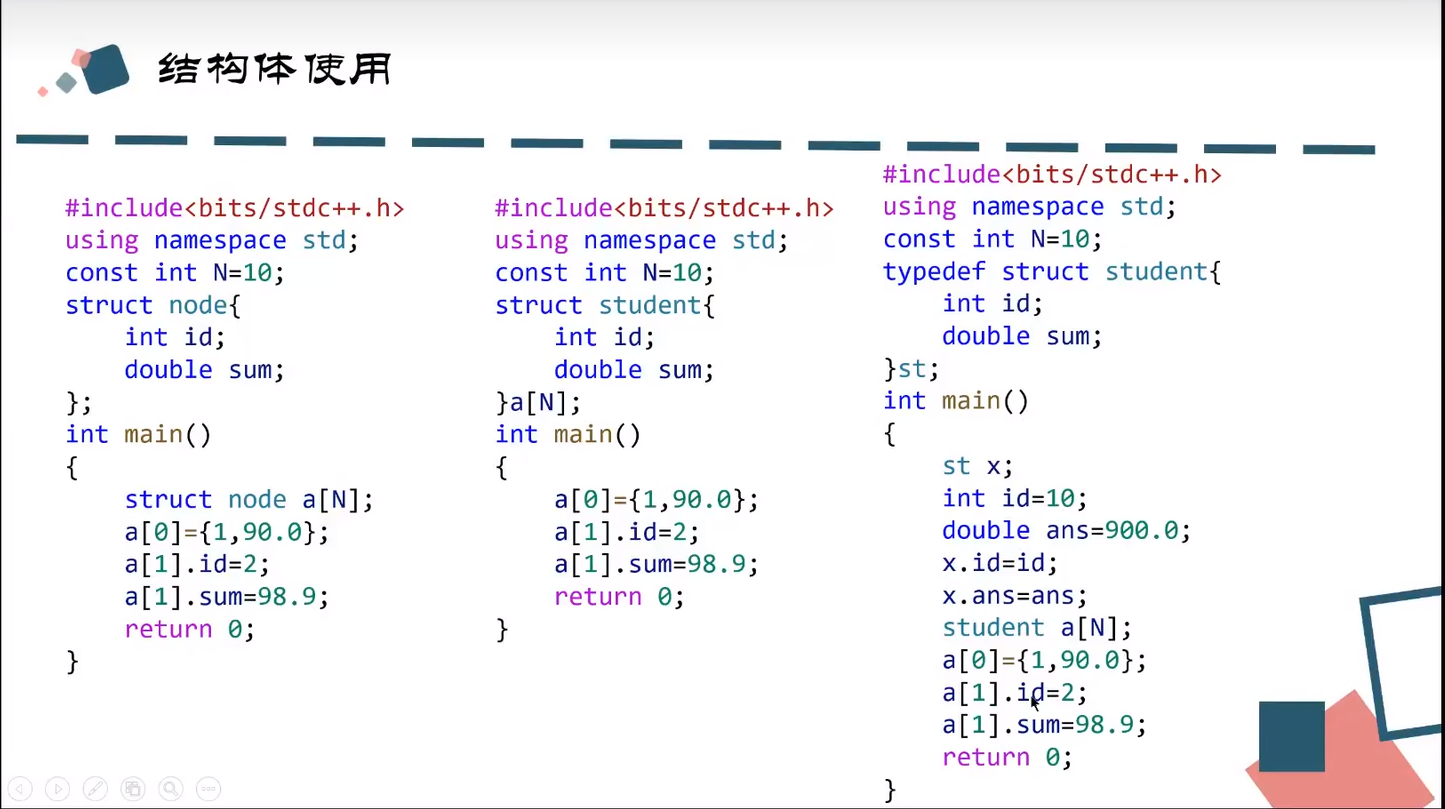 结构体使用
#include<bits/stdc++.h>
using namespace std;
const int N=10;
struct node{
    int id;
    double sum;
};
int main()
{
    struct node a[N];
    a[0]={1,90.0};
    a[1].id=2;
    a[1].sum=98.9;
    return 0;
}
#include<bits/stdc++.h>
using namespace std;
const int N=10;
struct student{
    int id;
    double sum;
}a[N];
int main()
{
    a[0]={1,90.0};
    a[1].id=2;
    a[1].sum=98.9;
    return 0;
}
#include<bits/stdc++.h>
using namespace std;
const int N=10;
typedef struct student{
    int id;
    double sum;
}st;
int main()
{
    st x;
    int id=10;
    double ans=900.0;
    x.id=id;
    x.ans=ans;
    student a[N];
    a[0]={1,90.0};
    a[1].id=2;
    a[1].sum=98.9;
    return 0;
}